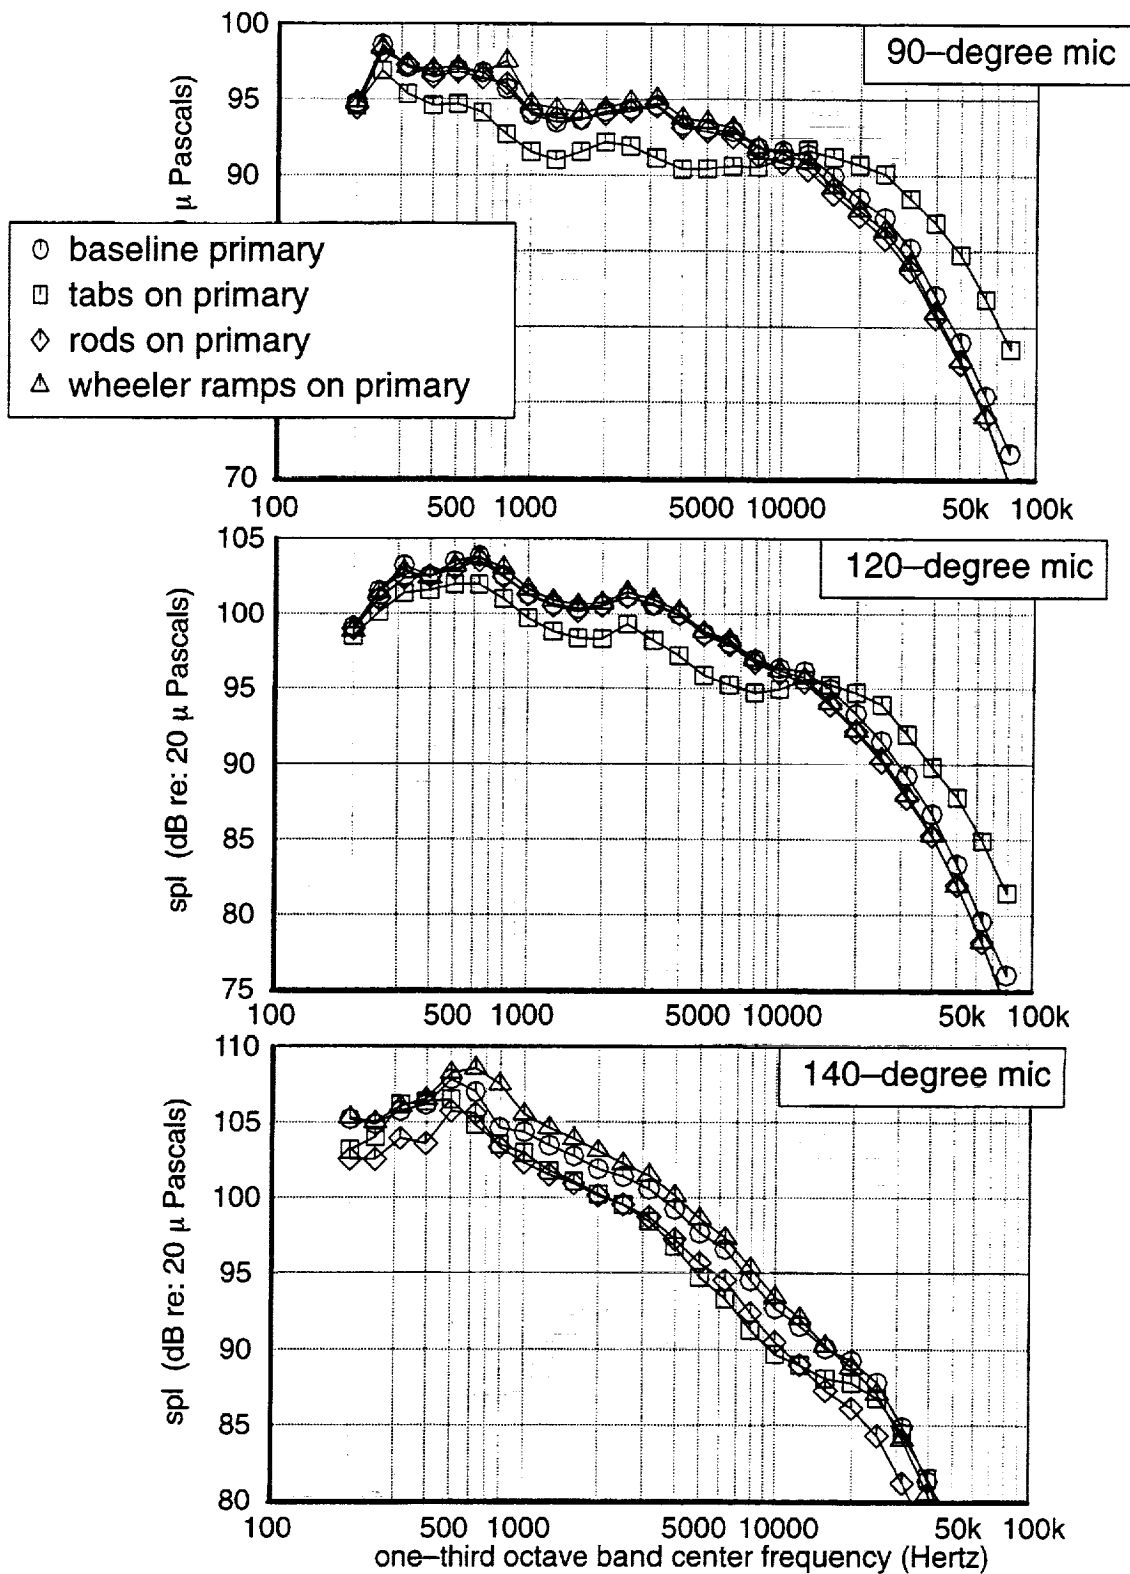 100
90–degree mic
95
90
μ Pascals)
baseline primary
tabs on primary
rods on primary
wheeler ramps on primary
70
100 500 1000 5000 10000 50k 100k
105
120–degree mic
100
95
90
85
80
75
spl (dB re: 20 μ Pascals)
100 500 1000 5000 10000 50k 100k
110
140–degree mic
105
100
95
90
85
80
spl (dB re: 20 μ Pascals)
100 500 1000 5000 10000 50k 100k
one–third octave band center frequency (Hertz)